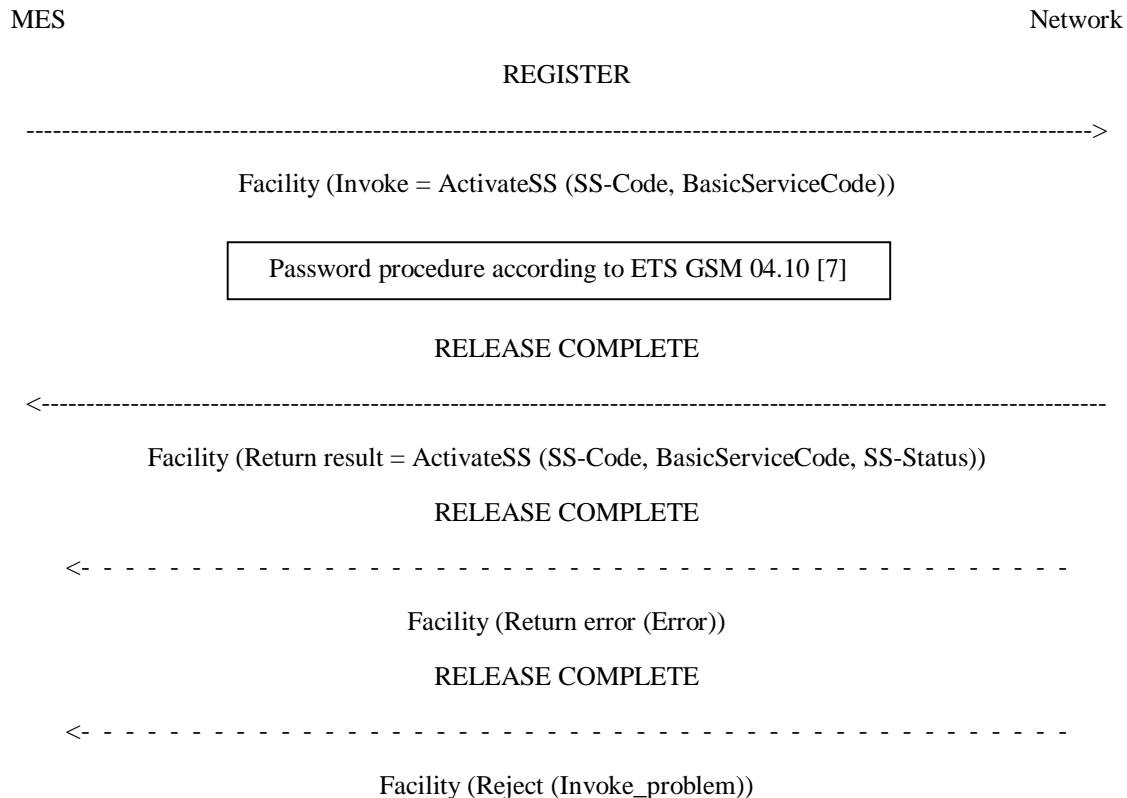 MES Network
REGISTER
------------------------------------------------------------------------------------------------------------------------>
Facility (Invoke = ActivateSS (SS-Code, BasicServiceCode))
Password procedure according to ETS GSM 04.10 [7]
RELEASE COMPLETE
<------------------------------------------------------------------------------------------------------------------------
Facility (Return result = ActivateSS (SS-Code, BasicServiceCode, SS-Status))
RELEASE COMPLETE
<- - - - - - - - - - - - - - - - - - - - - - - - - - - - - - - - - - - - - - - - - - - - -
Facility (Return error (Error))
RELEASE COMPLETE
<- - - - - - - - - - - - - - - - - - - - - - - - - - - - - - - - - - - - - - - - - - - - -
Facility (Reject (Invoke_problem))